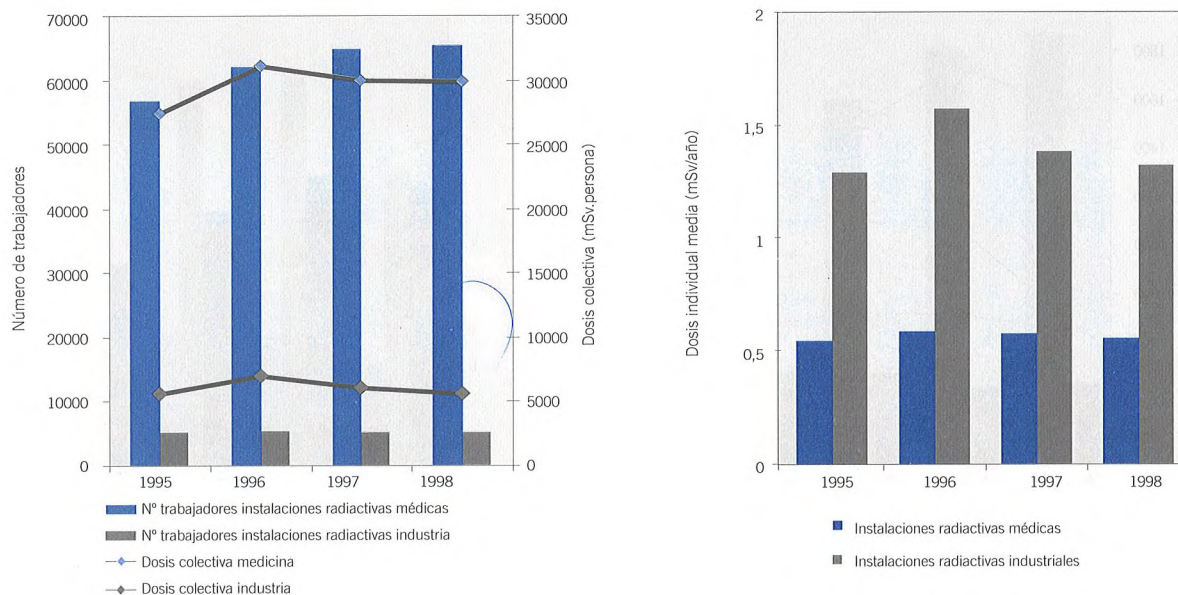 70000
60000
50000
40000
30000
20000
10000
0
Número de trabajadores
35000
30000
25000
20000
15000
10000
5000
0
Dosis colectiva (mSv.persona)
1995 1996 1997 1998
Nº trabajadores instalaciones radiactivas médicas
Nº trabajadores instalaciones radiactivas industria
Dosis colectiva medicina
Dosis colectiva industria
2
1,5
1
0,5
0
Dosis individual media (mSv/año)
1995 1996 1997 1998
Instalaciones radiactivas médicas
Instalaciones radiactivas industriales